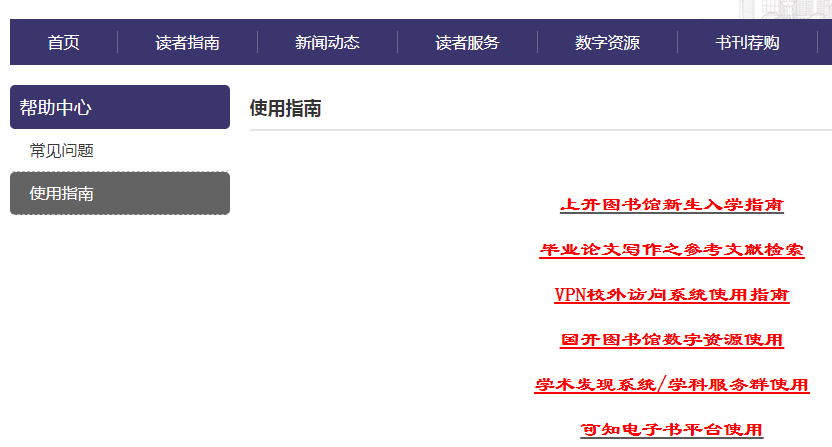 首页 读者指南 新闻动态 读者服务 数字资源 书刊荐购
帮助中心
常见问题
使用指南
使用指南
上开图书馆新生入学指南
毕业论文写作之参考文献检索
VPN校外访问系统使用指南
国开图书馆数字资源使用
学术发现系统/学科服务群使用
可知电子书平台使用